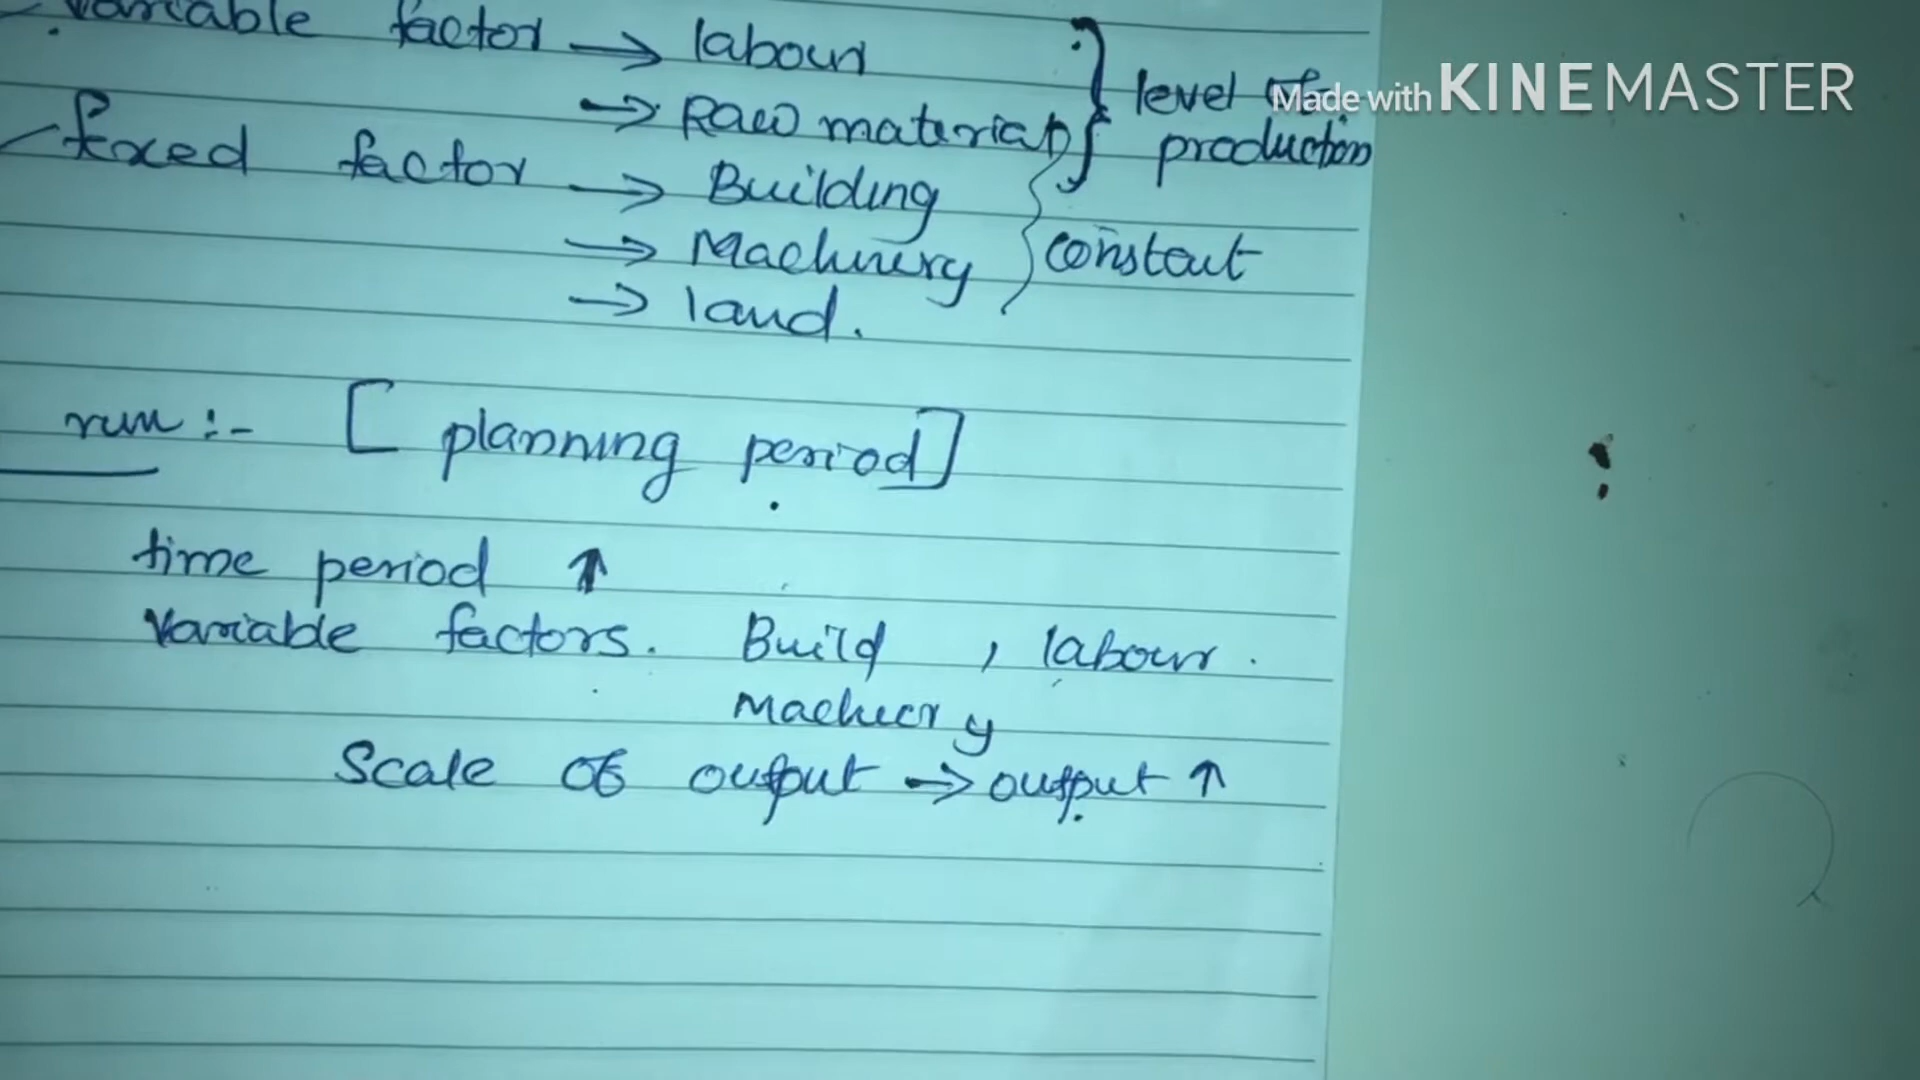 variable factor → labour
→ Raw material } level of production
fixed factor → Building
→ Machinery } constant
→ land.
run :- [ planning period ]
time period ↑
Variable factors. Build , labour.
Machinery
Scale of output → output ↑
Made with KINEMASTER